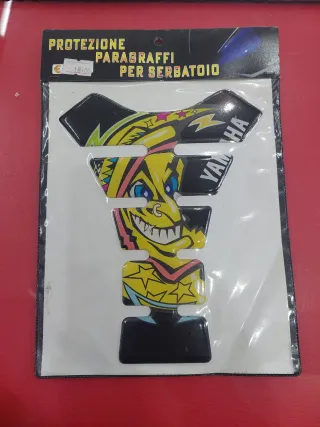 PROTEZIONE
PARAGRAFFI
PER SERBATOIO
YAMAHA